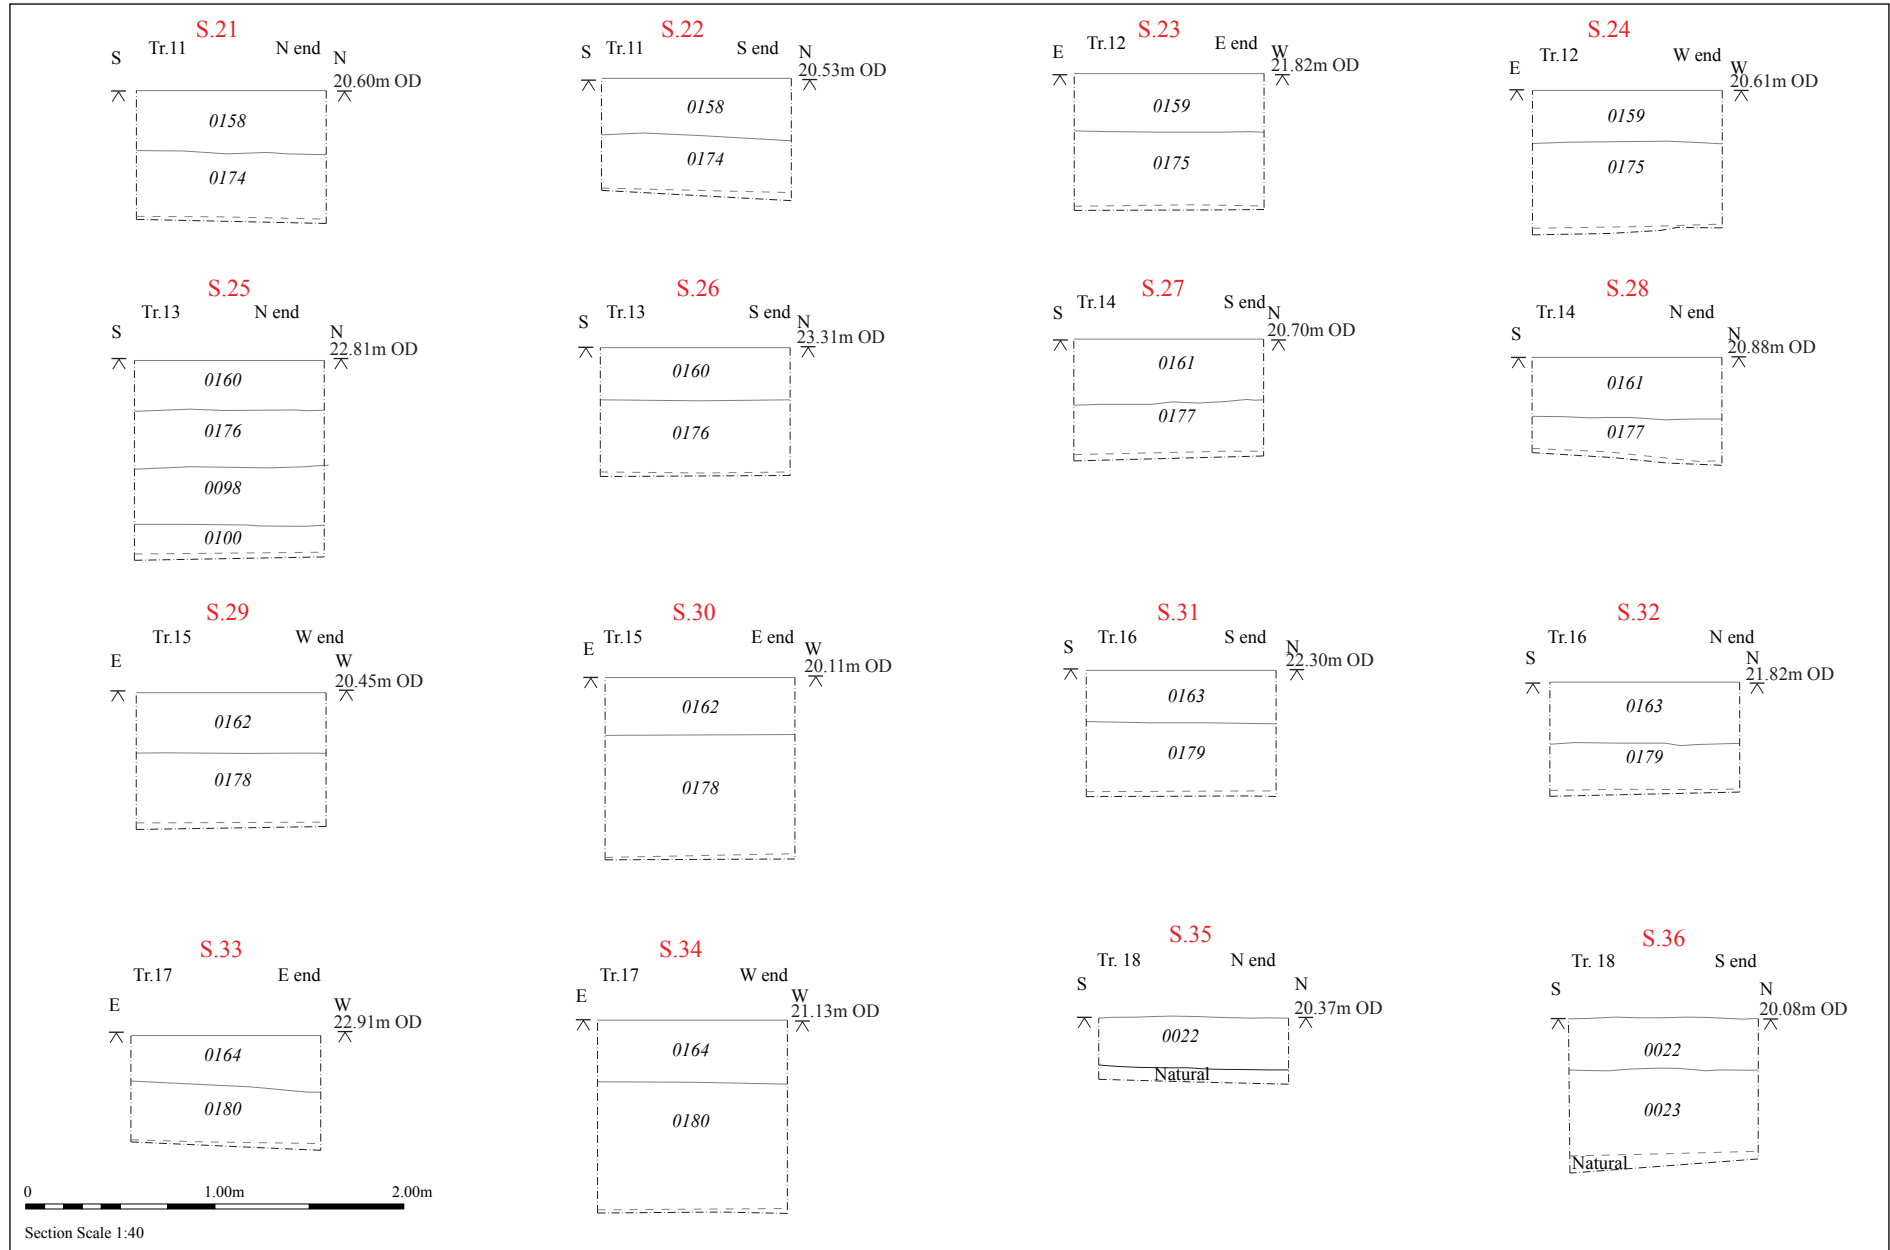 S.21
Tr.11 N end
S N
20.60m OD
0158
0174
S.22
Tr.11 S end
S N
20.53m OD
0158
0174
S.23
Tr.12 E end
E W
21.82m OD
0159
0175
S.24
Tr.12 W end
E W
20.61m OD
0159
0175
S.25
Tr.13 N end
S N
22.81m OD
0160
0176
0098
0100
S.26
Tr.13 S end
S N
23.31m OD
0160
0176
S.27
Tr.14 S end
S N
20.70m OD
0161
0177
S.28
Tr.14 N end
S N
20.88m OD
0161
0177
S.29
Tr.15 W end
E W
20.45m OD
0162
0178
S.30
Tr.15 E end
E W
20.11m OD
0162
0178
S.31
Tr.16 S end
S N
22.30m OD
0163
0179
S.32
Tr.16 N end
S N
21.82m OD
0163
0179
S.33
Tr.17 E end
E W
22.91m OD
0164
0180
S.34
Tr.17 W end
E W
21.13m OD
0164
0180
S.35
Tr. 18 N end
S N
20.37m OD
0022
Natural
S.36
Tr. 18 S end
S N
20.08m OD
0022
0023
Natural
0 1.00m 2.00m
Section Scale 1:40